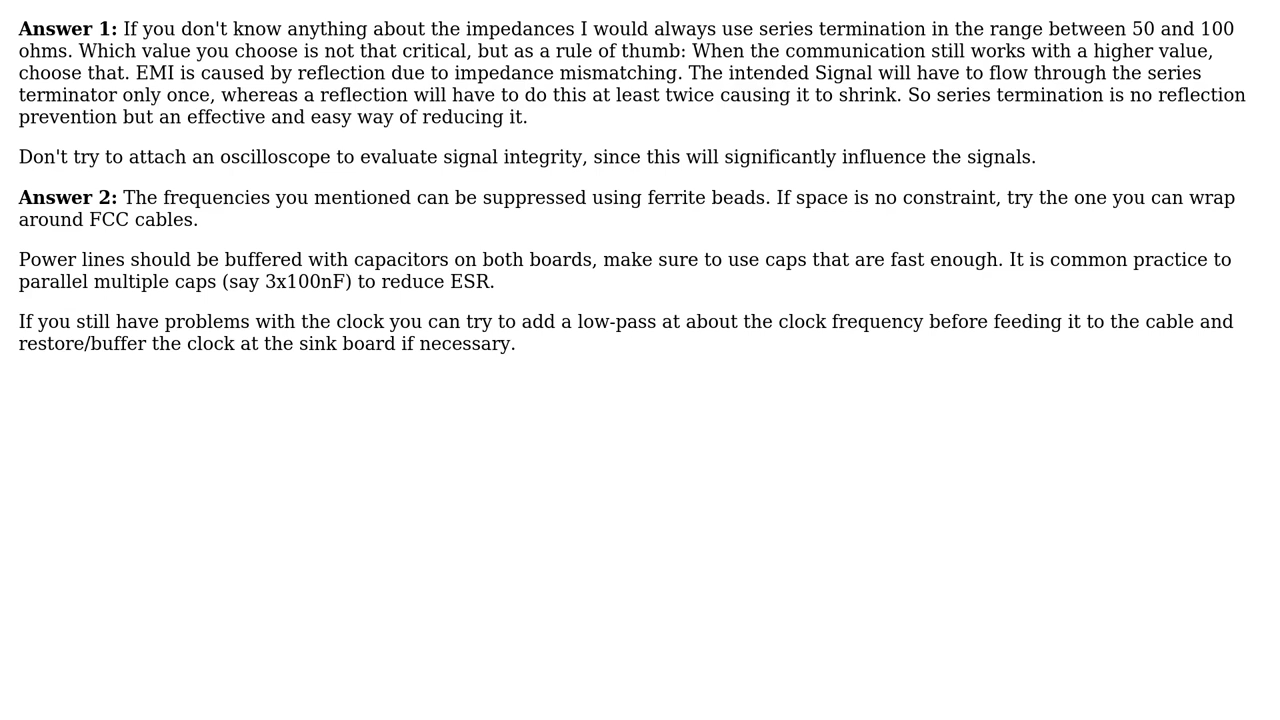 Answer 1: If you don't know anything about the impedances I would always use series termination in the range between 50 and 100
ohms. Which value you choose is not that critical, but as a rule of thumb: When the communication still works with a higher value,
choose that. EMI is caused by reflection due to impedance mismatching. The intended Signal will have to flow through the series
terminator only once, whereas a reflection will have to do this at least twice causing it to shrink. So series termination is no reflection
prevention but an effective and easy way of reducing it.
Don't try to attach an oscilloscope to evaluate signal integrity, since this will significantly influence the signals.
Answer 2: The frequencies you mentioned can be suppressed using ferrite beads. If space is no constraint, try the one you can wrap
around FCC cables.
Power lines should be buffered with capacitors on both boards, make sure to use caps that are fast enough. It is common practice to
parallel multiple caps (say 3x100nF) to reduce ESR.
If you still have problems with the clock you can try to add a low-pass at about the clock frequency before feeding it to the cable and
restore/buffer the clock at the sink board if necessary.